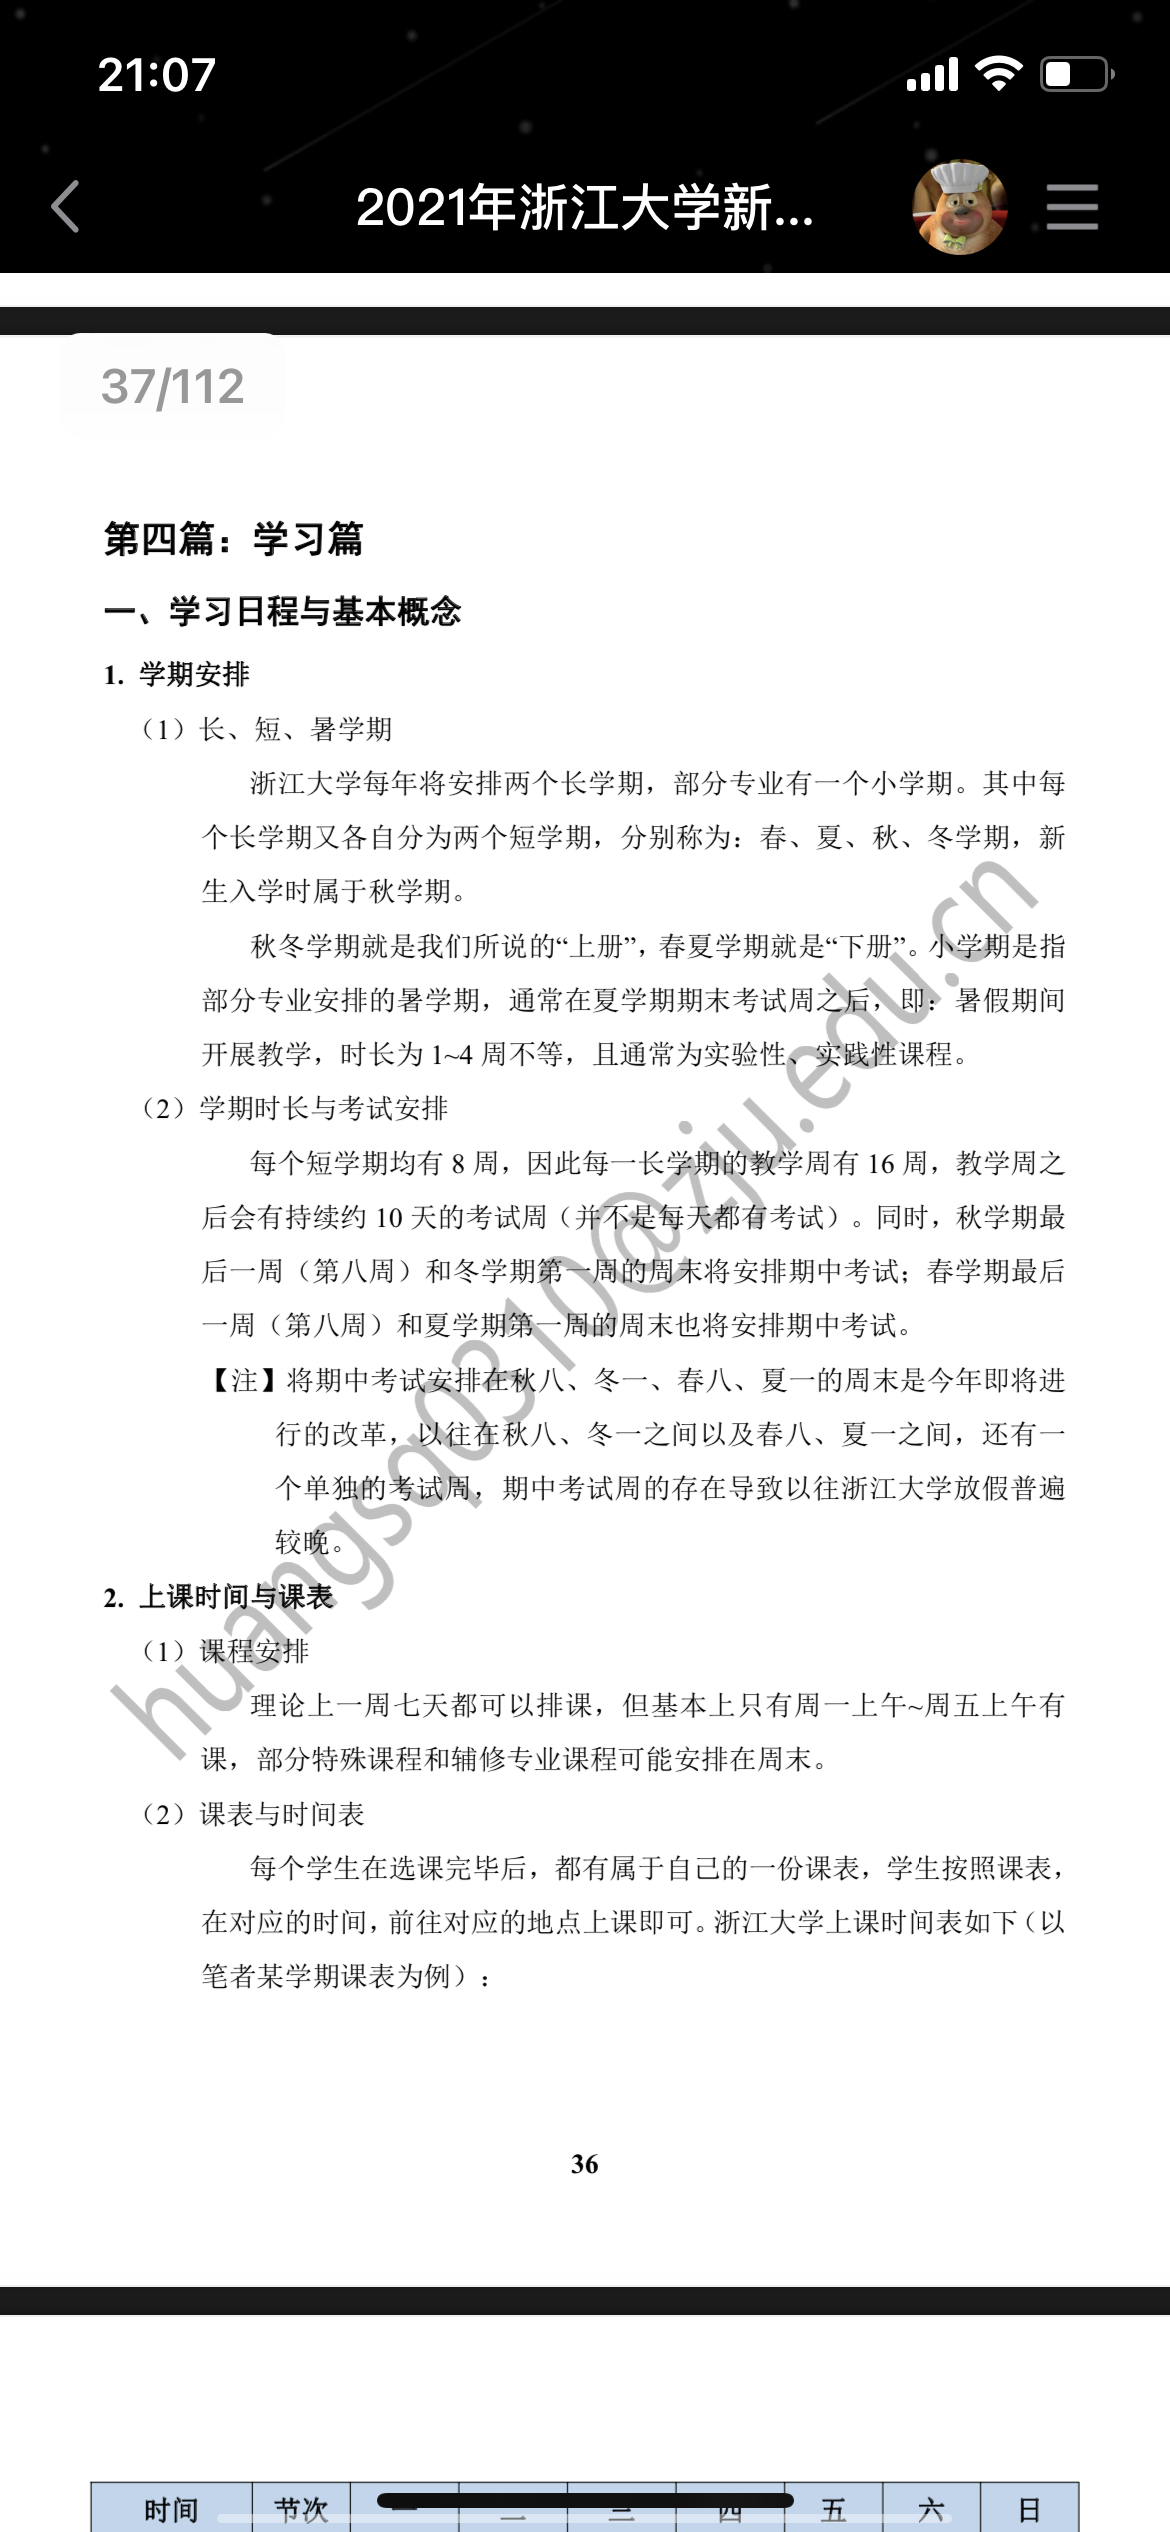 21:07
2021年浙江大学新...
37/112
第四篇：学习篇
一、学习日程与基本概念
1. 学期安排
（1）长、短、暑学期
浙江大学每年将安排两个长学期，部分专业有一个小学期。其中每
个长学期又各自分为两个短学期，分别称为：春、夏、秋、冬学期，新
生入学时属于秋学期。
秋冬学期就是我们所说的“上册”，春夏学期就是“下册”。小学期是指
部分专业安排的暑学期，通常在夏学期期末考试周之后，即：暑假期间
开展教学，时长为 1~4 周不等，且通常为实验性、实践性课程。
（2）学期时长与考试安排
每个短学期均有 8 周，因此每一长学期的教学周有 16 周，教学周之
后会有持续约 10 天的考试周（并不是每天都有考试）。同时，秋学期最
后一周（第八周）和冬学期第一周的周末将安排期中考试；春学期最后
一周（第八周）和夏学期第一周的周末也将安排期中考试。
【注】将期中考试安排在秋八、冬一、春八、夏一的周末是今年即将进
行的改革，以往在秋八、冬一之间以及春八、夏一之间，还有一
个单独的考试周，期中考试周的存在导致以往浙江大学放假普遍
较晚。
2. 上课时间与课表
（1）课程安排
理论上一周七天都可以排课，但基本上只有周一上午~周五上午有
课，部分特殊课程和辅修专业课程可能安排在周末。
（2）课表与时间表
每个学生在选课完毕后，都有属于自己的一份课表，学生按照课表，
在对应的时间，前往对应的地点上课即可。浙江大学上课时间表如下（以
笔者某学期课表为例）：
huangsq0310@zju.edu.cn
36
时间 节次 一 二 三 四 五 六 日